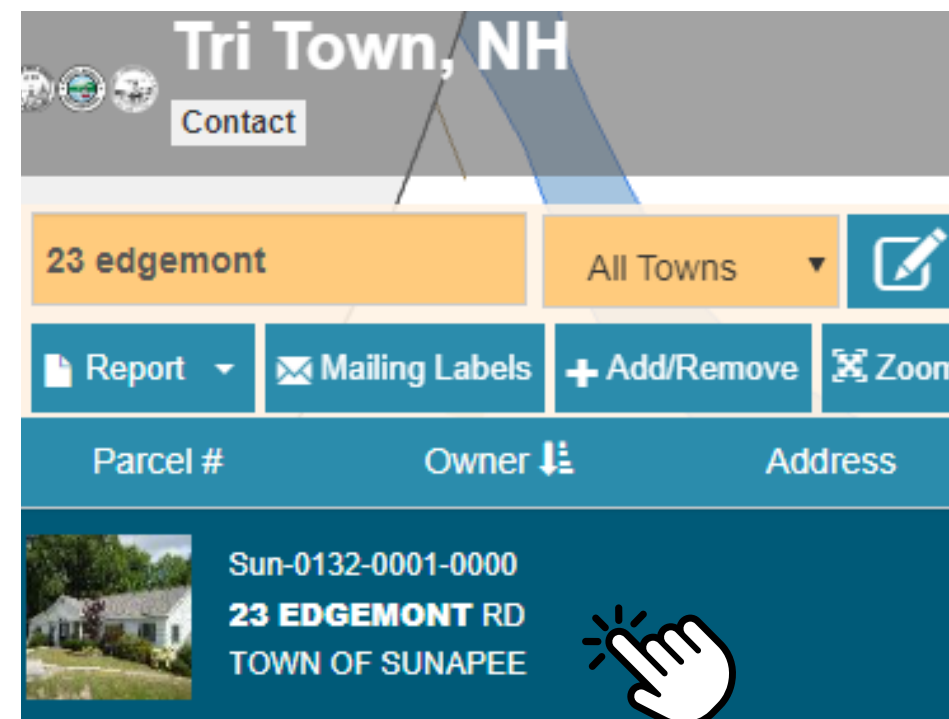 Tri Town, NH
Contact
23 edgemont
All Towns
Report
Mailing Labels
Add/Remove
Zoom
Parcel #
Owner
Address
Sun-0132-0001-0000
23 EDGEMONT RD
TOWN OF SUNAPEE